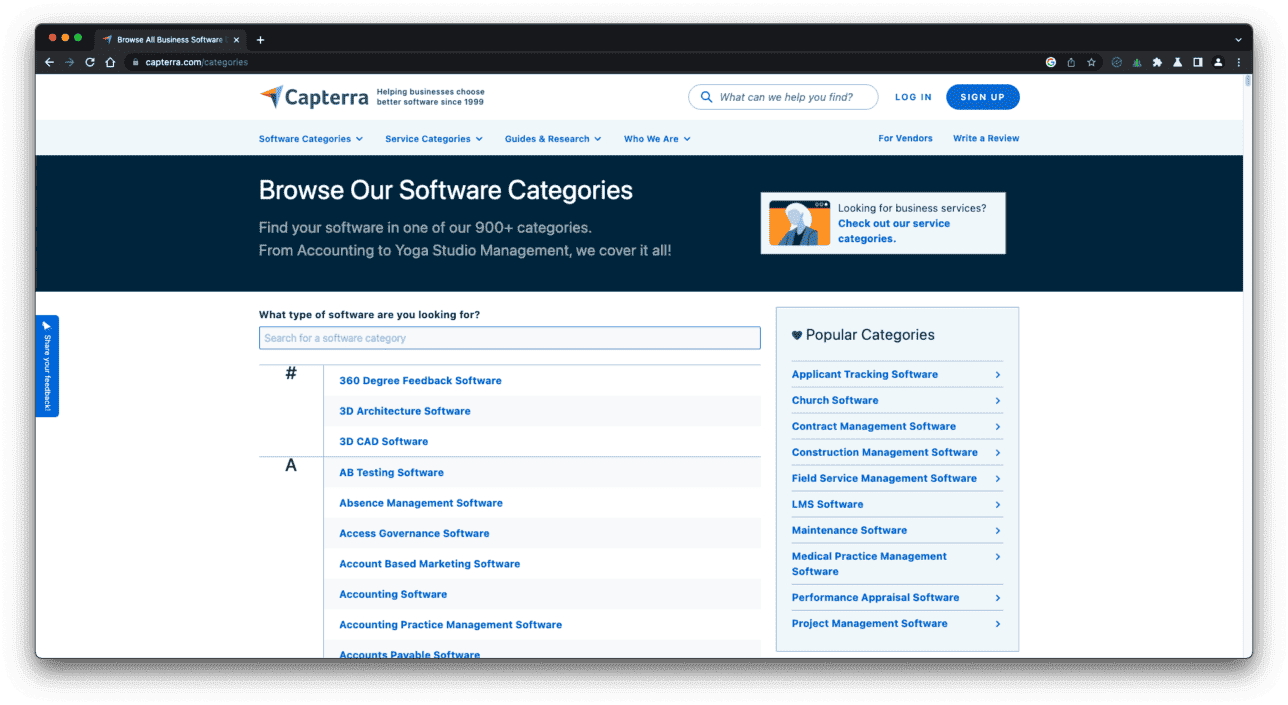 Browse All Business Software
capterra.com/categories
Capterra
Helping businesses choose
better software since 1999
What can we help you find?
LOG IN
SIGN UP
Software Categories
Service Categories
Guides & Research
Who We Are
For Vendors
Write a Review
Browse Our Software Categories
Find your software in one of our 900+ categories.
From Accounting to Yoga Studio Management, we cover it all!
Looking for business services?
Check out our service
categories.
Share your feedback!
What type of software are you looking for?
Search for a software category
#
360 Degree Feedback Software
3D Architecture Software
3D CAD Software
A
AB Testing Software
Absence Management Software
Access Governance Software
Account Based Marketing Software
Accounting Software
Accounting Practice Management Software
Accounts Payable Software
Popular Categories
Applicant Tracking Software
Church Software
Contract Management Software
Construction Management Software
Field Service Management Software
LMS Software
Maintenance Software
Medical Practice Management
Software
Performance Appraisal Software
Project Management Software